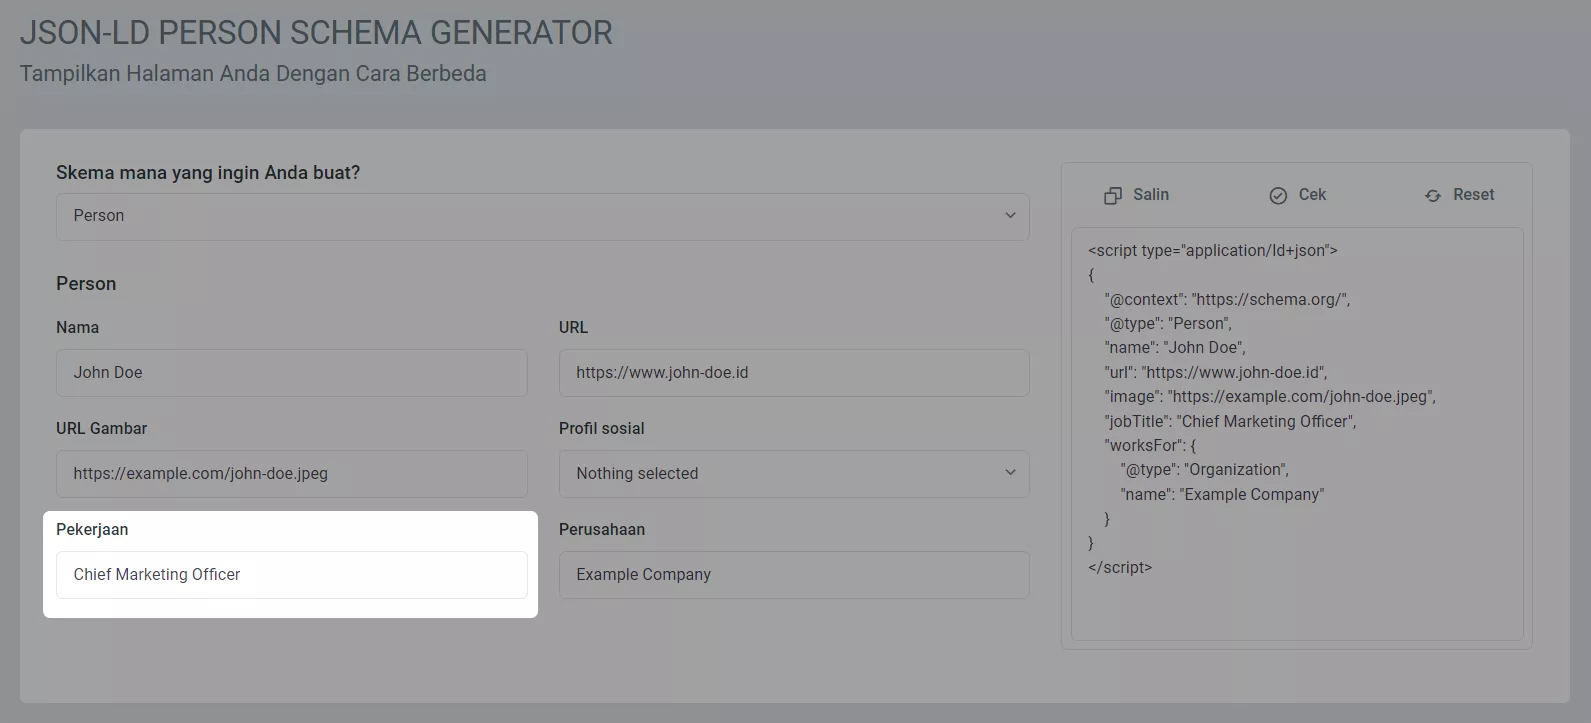 JSON-LD PERSON SCHEMA GENERATOR
Tampilkan Halaman Anda Dengan Cara Berbeda
Skema mana yang ingin Anda buat?
Person
Person
Nama
John Doe
URL
https://www.john-doe.id
URL Gambar
https://example.com/john-doe.jpeg
Profil sosial
Nothing selected
Pekerjaan
Chief Marketing Officer
Perusahaan
Example Company
Salin
Cek
Reset
<script type="application/ld+json">
{
"@context": "https://schema.org/",
"@type": "Person",
"name": "John Doe",
"url": "https://www.john-doe.id",
"image": "https://example.com/john-doe.jpeg",
"jobTitle": "Chief Marketing Officer",
"worksFor": {
"@type": "Organization",
"name": "Example Company"
}
}
</script>